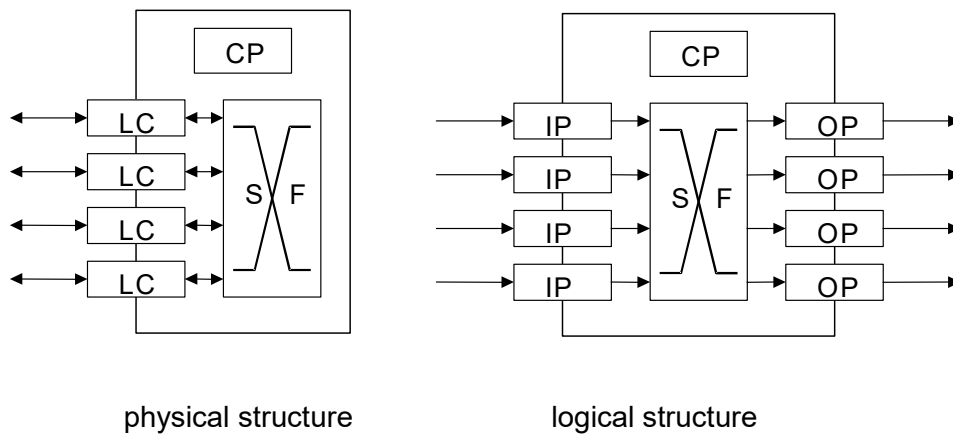 CP
LC
LC
LC
LC
S F
physical structure
CP
IP
IP
IP
IP
S F
OP
OP
OP
OP
logical structure